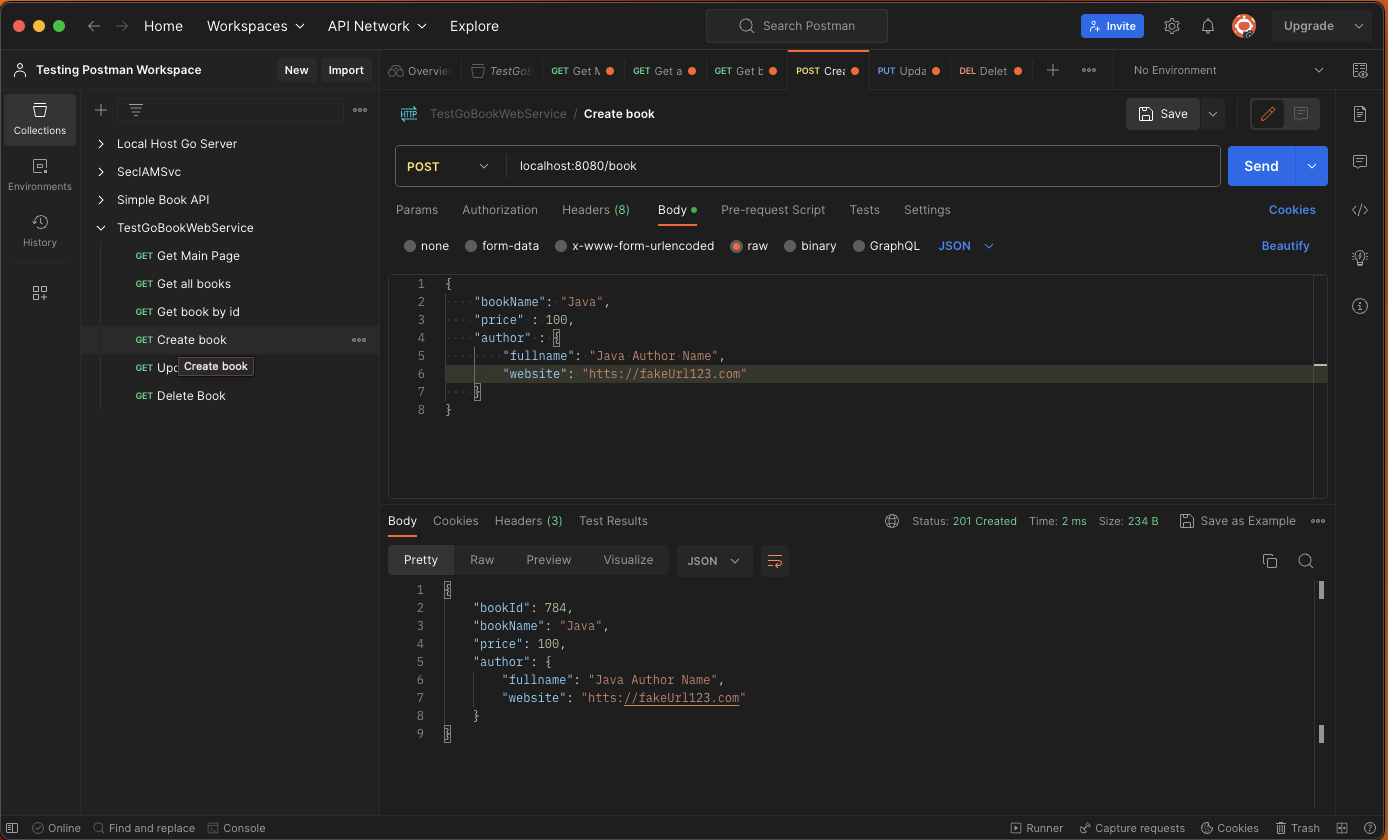 Home Workspaces API Network Explore Search Postman Invite Upgrade
Testing Postman Workspace New Import Overvie TestGoB GET Get M GET Get a GET Get b POST Crea PUT Upda DEL Delet No Environment
Collections
Environments
History
Local Host Go Server
SecIAMSvc
Simple Book API
TestGoBookWebService
GET Get Main Page
GET Get all books
GET Get book by id
GET Create book
GET Upd
Create book
GET Delete Book
HTTP TestGoBookWebService / Create book Save
POST localhost:8080/book Send
Params Authorization Headers (8) Body Pre-request Script Tests Settings Cookies
none form-data x-www-form-urlencoded raw binary GraphQL JSON Beautify
1 {
2 "bookName": "Java",
3 "price" : 100,
4 "author" : {
5 "fullname": "Java Author Name",
6 "website": "htts://fakeUrl123.com"
7 }
8 }
Body Cookies Headers (3) Test Results Status: 201 Created Time: 2 ms Size: 234 B Save as Example
Pretty Raw Preview Visualize JSON
1 {
2 "bookId": 784,
3 "bookName": "Java",
4 "price": 100,
5 "author": {
6 "fullname": "Java Author Name",
7 "website": "htts://fakeUrl123.com"
8 }
9 }
Online Find and replace Console Runner Capture requests Cookies Trash